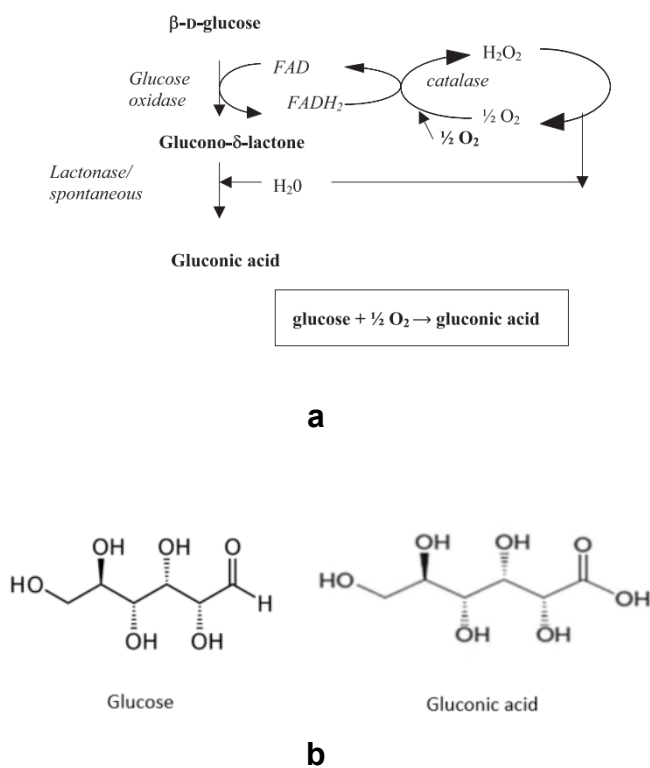 β-D-glucose
Glucose
oxidase
FAD
FADH₂
catalase
H₂O₂
½ O₂
½ O₂
Glucono-δ-lactone
Lactonase/
spontaneous
H₂0
Gluconic acid
glucose + ½ O₂ → gluconic acid
a
OH OH O
HO H
OH OH
Glucose
OH OH O
HO OH
OH OH
Gluconic acid
b